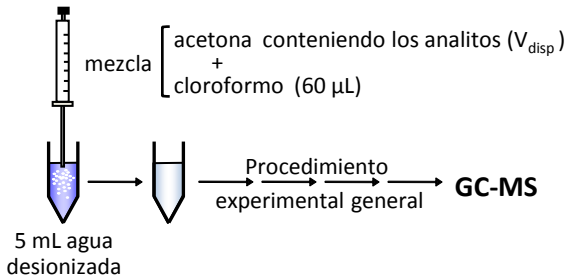 mezcla
acetona conteniendo los analitos (Vdisp)
+
cloroformo (60 µL)
Procedimiento
experimental general
GC-MS
5 mL agua
desionizada